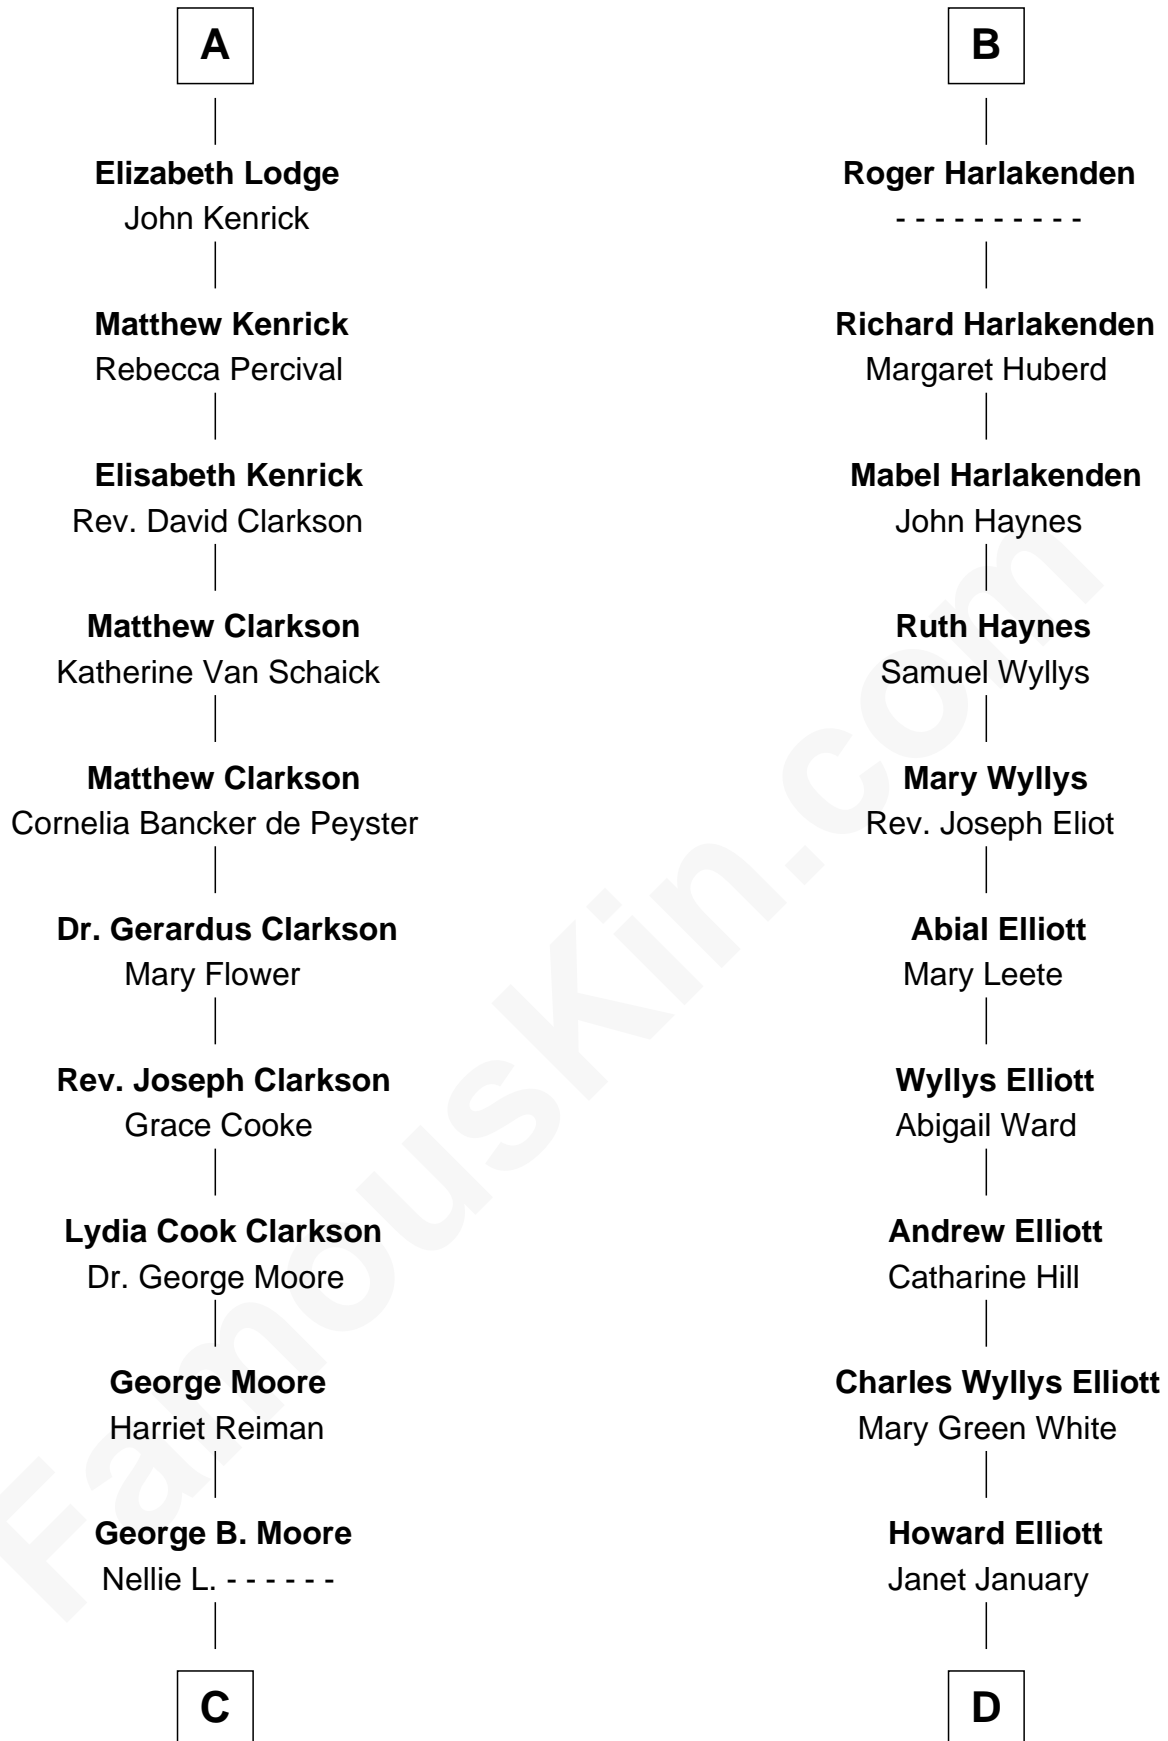 A
Elizabeth Lodge
John Kenrick
Matthew Kenrick
Rebecca Percival
Elisabeth Kenrick
Rev. David Clarkson
Matthew Clarkson
Katherine Van Schaick
Matthew Clarkson
Cornelia Bancker de Peyster
Dr. Gerardus Clarkson
Mary Flower
Rev. Joseph Clarkson
Grace Cooke
Lydia Cook Clarkson
Dr. George Moore
George Moore
Harriet Reiman
George B. Moore
Nellie L. - - - - - -
C
B
Roger Harlakenden
- - - - - - - - - -
Richard Harlakenden
Margaret Huberd
Mabel Harlakenden
John Haynes
Ruth Haynes
Samuel Wyllys
Mary Wyllys
Rev. Joseph Eliot
Abial Elliott
Mary Leete
Wyllys Elliott
Abigail Ward
Andrew Elliott
Catharine Hill
Charles Wyllys Elliott
Mary Green White
Howard Elliott
Janet January
D
FamousKin.com